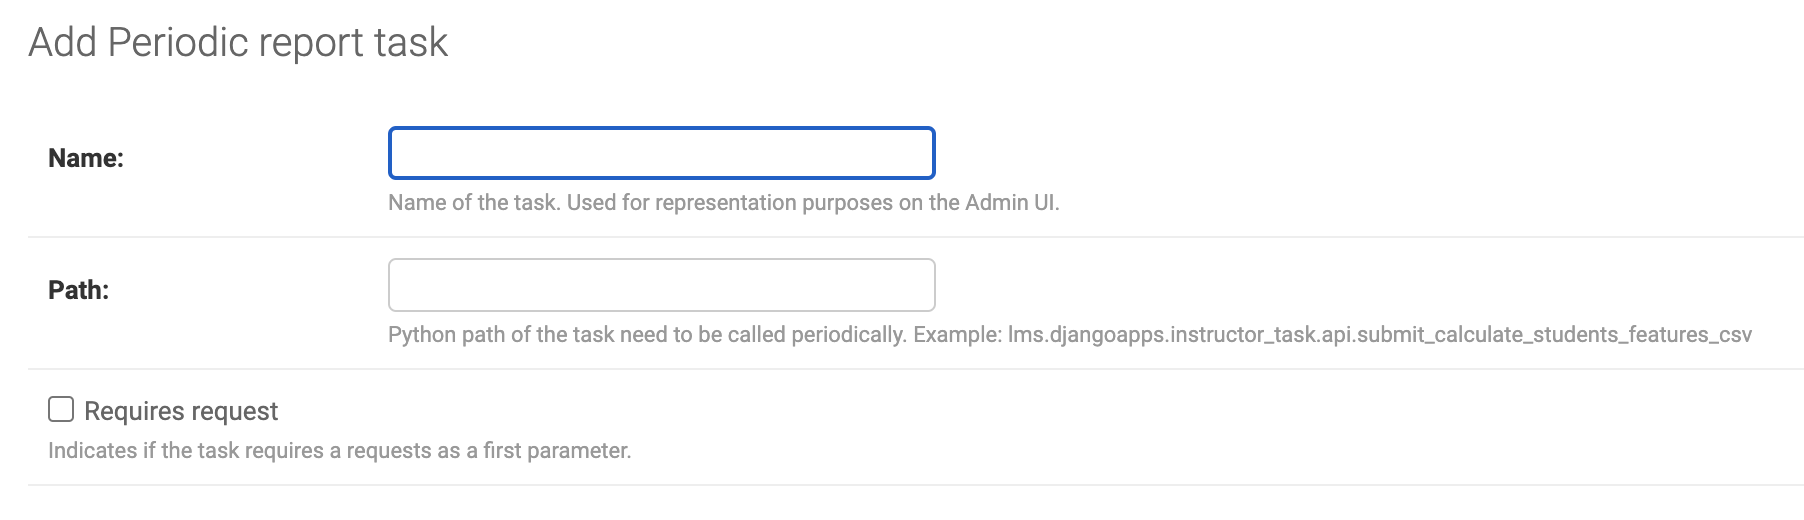 Add Periodic report task
Name:
Name of the task. Used for representation purposes on the Admin UI.
Path:
Python path of the task need to be called periodically. Example: lms.djangoapps.instructor_task.api.submit_calculate_students_features_csv
Requires request
Indicates if the task requires a requests as a first parameter.